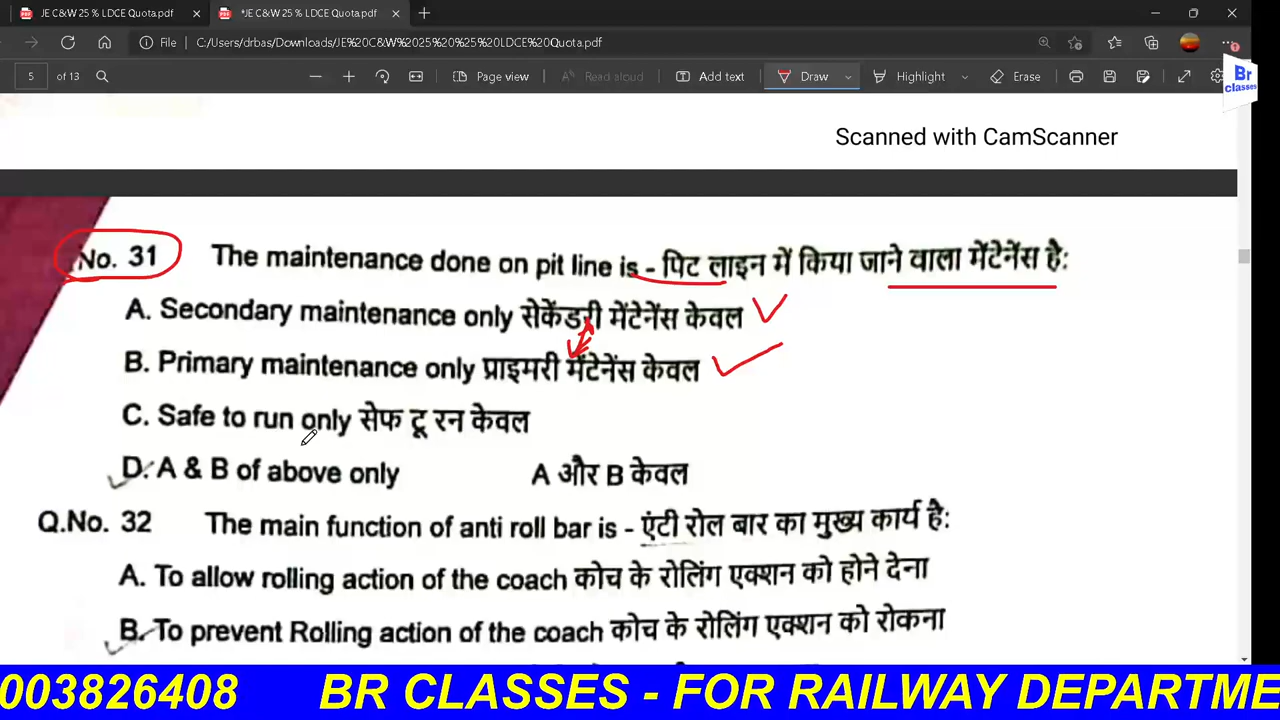 JE C&W 25 % LDCE Quota.pdf
*JE C&W 25 % LDCE Quota.pdf
File
C:/Users/drbas/Downloads/JE%20C&W%2025%20%25%20LDCE%20Quota.pdf
5 of 13
Page view
Read aloud
Add text
Draw
Highlight
Erase
Br
classes
Scanned with CamScanner
No. 31 The maintenance done on pit line is - पिट लाइन में किया जाने वाला मेंटेनेंस है:
A. Secondary maintenance only सेकेंडरी मेंटेनेंस केवल
B. Primary maintenance only प्राइमरी मेंटेनेंस केवल
C. Safe to run only सेफ टू रन केवल
D. A & B of above only A और B केवल
Q.No. 32 The main function of anti roll bar is - एंटी रोल बार का मुख्य कार्य है:
A. To allow rolling action of the coach कोच के रोलिंग एक्शन को होने देना
B. To prevent Rolling action of the coach कोच के रोलिंग एक्शन को रोकना
003826408 BR CLASSES - FOR RAILWAY DEPARTME